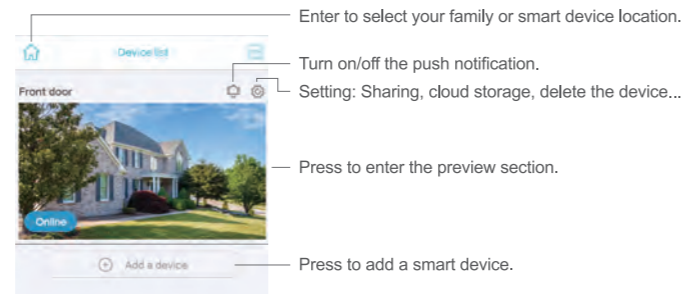 Enter to select your family or smart device location.
Device list
Turn on/off the push notification.
Front door
Setting: Sharing, cloud storage, delete the device...
Press to enter the preview section.
Online
Add a device
Press to add a smart device.